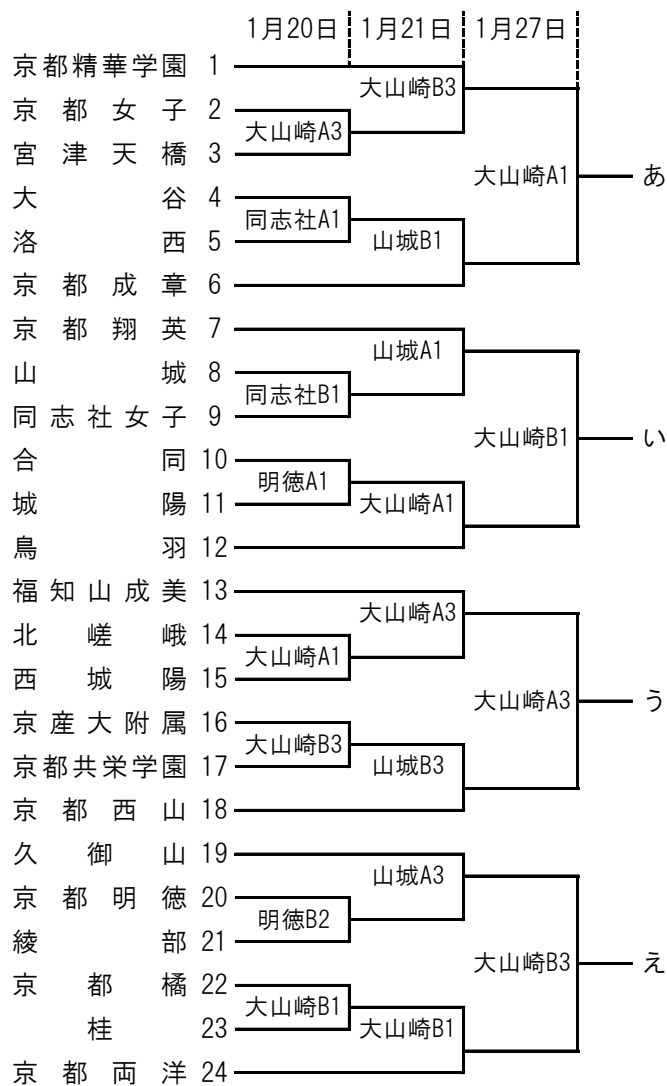 1月20日 1月21日 1月27日
京都精華学園 1
大山崎B3
京都女子 2
大山崎A3
宮津天橋 3
大山崎A1 あ
大谷 4
同志社A1
洛西 5
山城B1
京都成章 6
京都翔英 7
山城A1
山城 8
同志社B1
同志社女子 9
大山崎B1 い
合同 10
明徳A1
城陽 11
大山崎A1
鳥羽 12
福知山成美 13
大山崎A3
北嵯峨 14
大山崎A1
西城陽 15
大山崎A3 う
京産大附属 16
大山崎B3
京都共栄学園 17
山城B3
京都西山 18
久御山 19
山城A3
京都明徳 20
明徳B2
綾部 21
大山崎B3 え
京都橘 22
大山崎B1
桂 23
大山崎B1
京都両洋 24